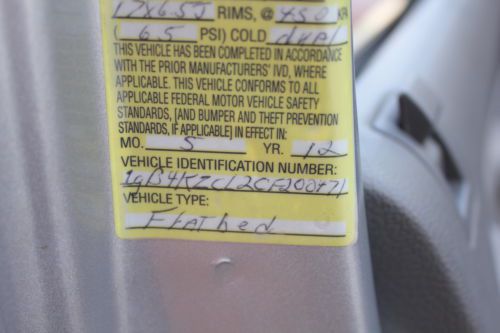 17x6.5J RIMS, @ 450 KPA
( 65 PSI) COLD, dual
THIS VEHICLE HAS BEEN COMPLETED IN ACCORDANCE
WITH THE PRIOR MANUFACTURERS' IVD, WHERE
APPLICABLE. THIS VEHICLE CONFORMS TO ALL
APPLICABLE FEDERAL MOTOR VEHICLE SAFETY
STANDARDS, [AND BUMPER AND THEFT PREVENTION
STANDARDS, IF APPLICABLE] IN EFFECT IN:
MO. 5 YR. 12
VEHICLE IDENTIFICATION NUMBER:
VEHICLE TYPE:
Flatbed